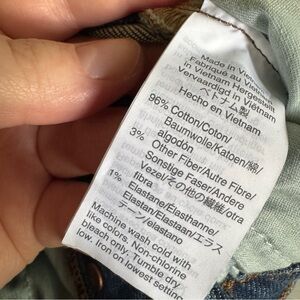 Made in Vietnam
Fabriqué au Vietnam
in Vietnam Hergestellt
Vervaardigd in Vietnam
ベトナム製
Hecho en Vietnam
96% Cotton/Coton/
Baumwolle/Katoen/綿/
algodón
3% Other Fiber/Autre Fibre/
Sonstige Faser/Andere
Vezel/その他の繊維/otra
fibra
1% Elastane/Élasthanne/
Elastan/Elastaan/エラス
テーン/elastano
Machine wash cold with
like colors. Non-chlorine
bleach only. Tumble dry
low. Iron on lowest setting